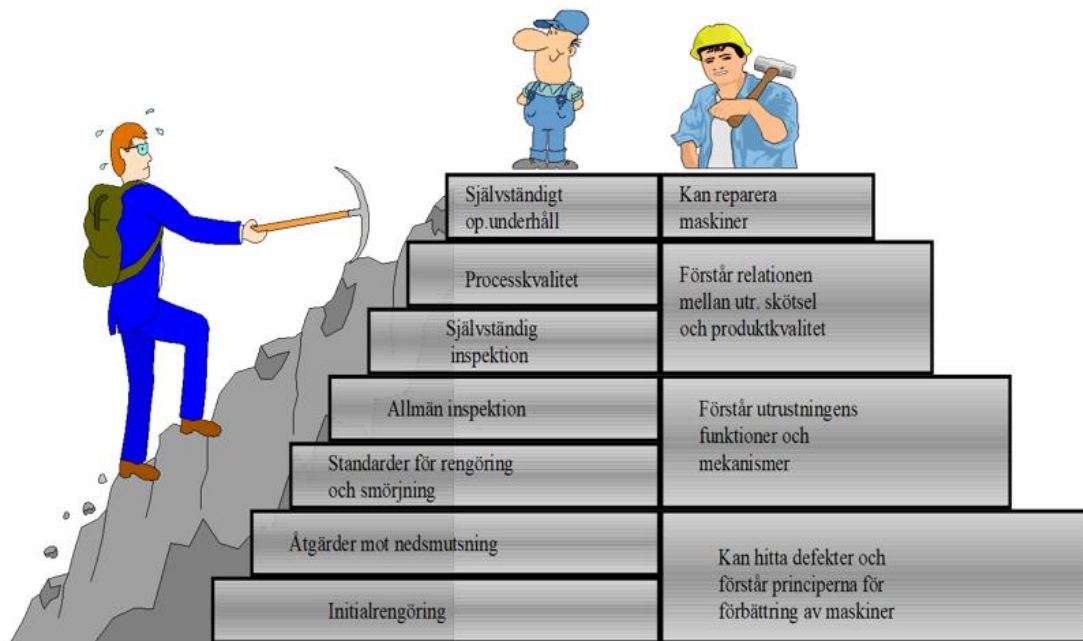 Självständigt
op.underhåll
Kan reparera
maskiner
Processkvalitet
Förstår relationen
mellan utr. skötsel
och produktkvalitet
Självständig
inspektion
Allmän inspektion
Förstår utrustningens
funktioner och
mekanismer
Standarder för rengöring
och smörjning
Åtgärder mot nedsmutsning
Kan hitta defekter och
förstår principerna för
förbättring av maskiner
Initialrengöring